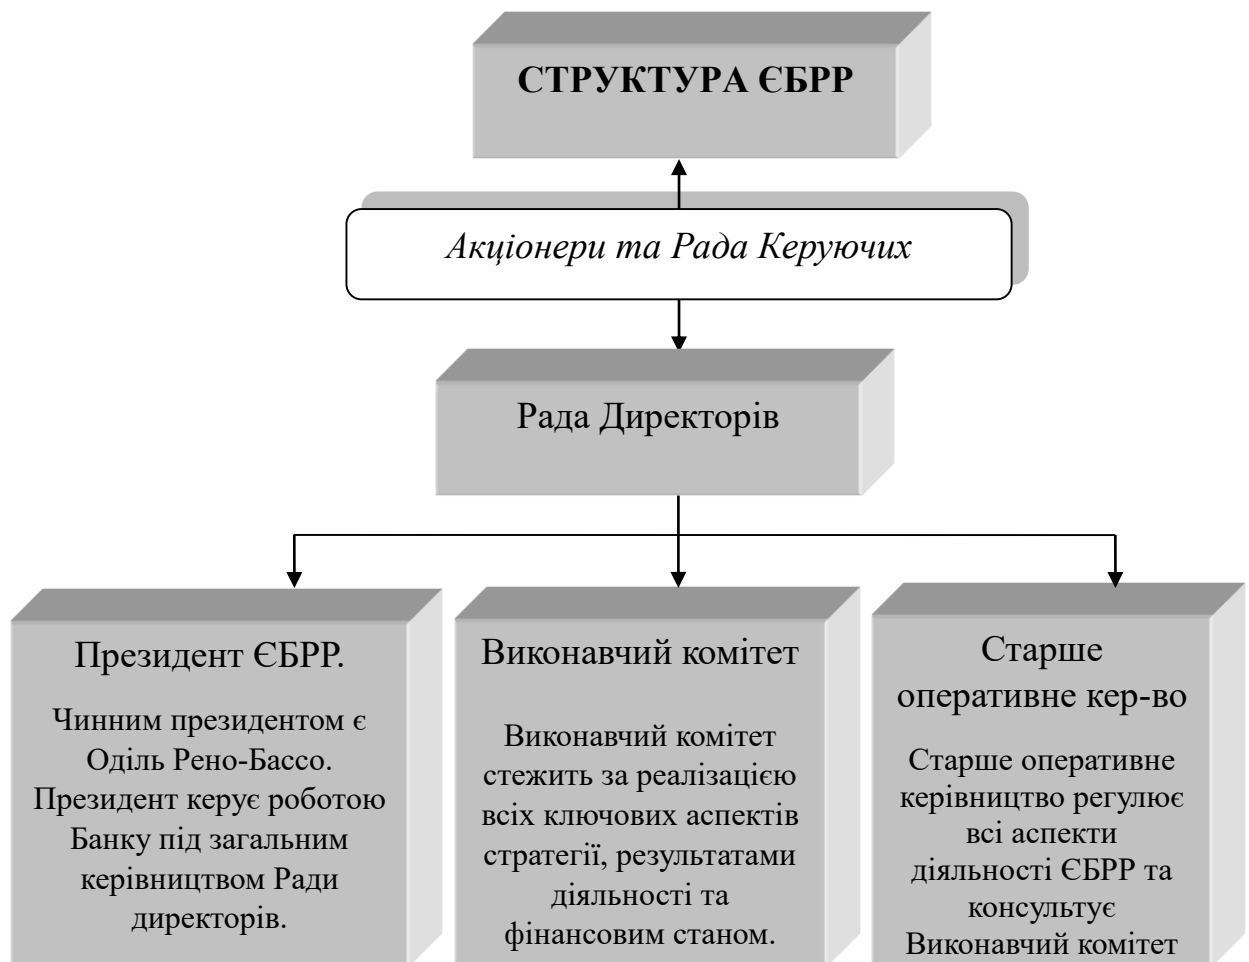 СТРУКТУРА ЄБРР
Акціонери та Рада Керуючих
Рада Директорів
Президент ЄБРР.
Чинним президентом є
Оділь Рено-Бассо.
Президент керує роботою
Банку під загальним
керівництвом Ради
директорів.
Виконавчий комітет
Виконавчий комітет
стежить за реалізацією
всіх ключових аспектів
стратегії, результатами
діяльності та
фінансовим станом.
Старше
оперативне кер-во
Старше оперативне
керівництво регулює
всі аспекти
діяльності ЄБРР та
консультує
Виконавчий комітет